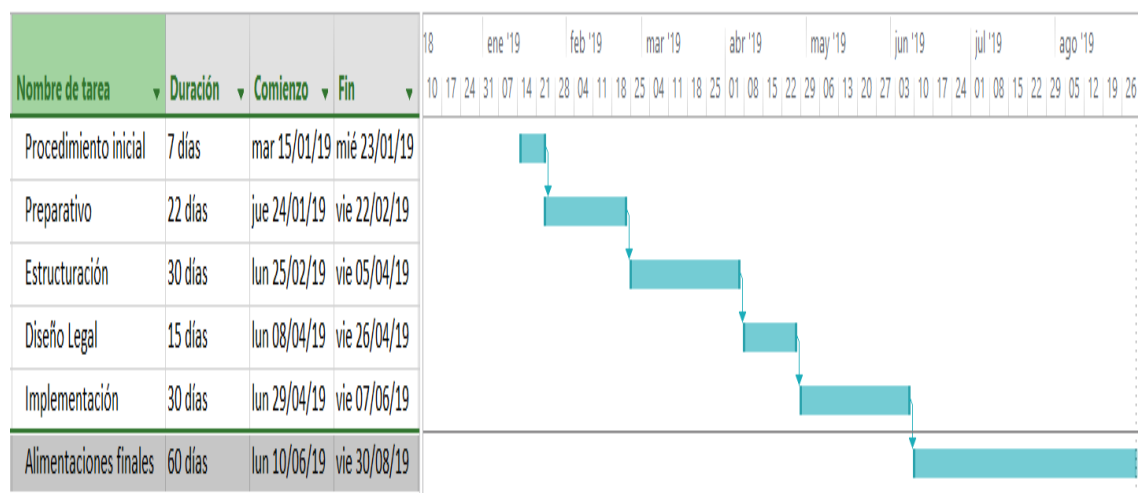 18 ene '19 feb '19 mar '19 abr '19 may '19 jun '19 jul '19 ago '19
Nombre de tarea Duración Comienzo Fin
10 17 24 31 07 14 21 28 04 11 18 25 04 11 18 25 01 08 15 22 29 06 13 20 27 03 10 17 24 01 08 15 22 29 05 12 19 26
Procedimiento inicial 7 días mar 15/01/19 mié 23/01/19
Preparativo 22 días jue 24/01/19 vie 22/02/19
Estructuración 30 días lun 25/02/19 vie 05/04/19
Diseño Legal 15 días lun 08/04/19 vie 26/04/19
Implementación 30 días lun 29/04/19 vie 07/06/19
Alimentaciones finales 60 días lun 10/06/19 vie 30/08/19